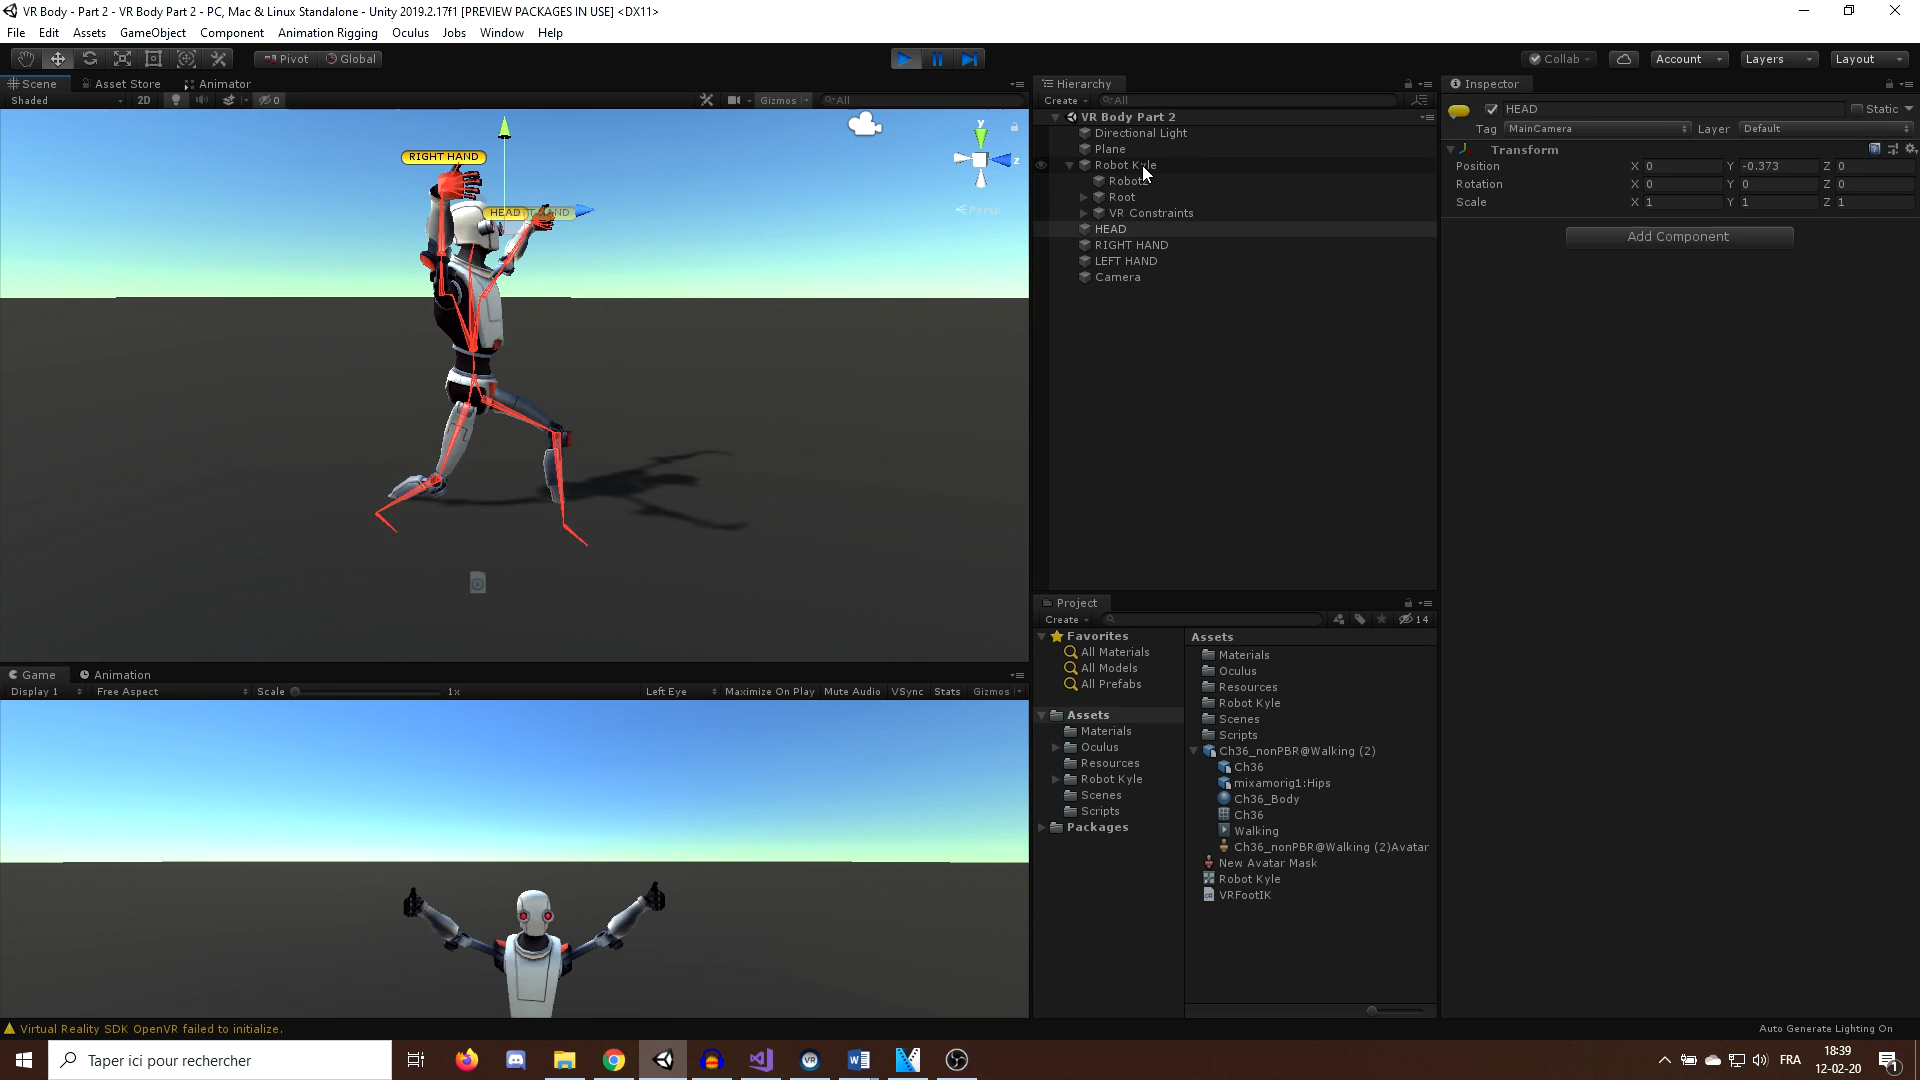 VR Body - Part 2 - VR Body Part 2 - PC, Mac & Linux Standalone - Unity 2019.2.17f1 [PREVIEW PACKAGES IN USE] <DX11>
File Edit Assets GameObject Component Animation Rigging Oculus Jobs Window Help
Pivot Global Collab Account Layers Layout
Scene Asset Store Animator
Shaded 2D 0 Gizmos All
RIGHT HAND
HEAD
y
z
Persp
Game Animation
Display 1 Free Aspect Scale 1x Left Eye Maximize On Play Mute Audio VSync Stats Gizmos
Hierarchy
Create All
VR Body Part 2
Directional Light
Plane
Robot Kyle
Robot2
Root
VR Constraints
HEAD
RIGHT HAND
LEFT HAND
Camera
Project
Create 14
Favorites
All Materials
All Models
All Prefabs
Assets
Materials
Oculus
Resources
Robot Kyle
Scenes
Scripts
Packages
Assets
Materials
Oculus
Resources
Robot Kyle
Scenes
Scripts
Ch36_nonPBR@Walking (2)
Ch36
mixamorig1:Hips
Ch36_Body
Ch36
Walking
Ch36_nonPBR@Walking (2)Avatar
New Avatar Mask
Robot Kyle
VRFootIK
Inspector
HEAD Static
Tag MainCamera Layer Default
Transform
Position X 0 Y -0.373 Z 0
Rotation X 0 Y 0 Z 0
Scale X 1 Y 1 Z 1
Add Component
Virtual Reality SDK OpenVR failed to initialize.
Auto Generate Lighting On
Taper ici pour rechercher
FRA
18:39
12-02-20
1